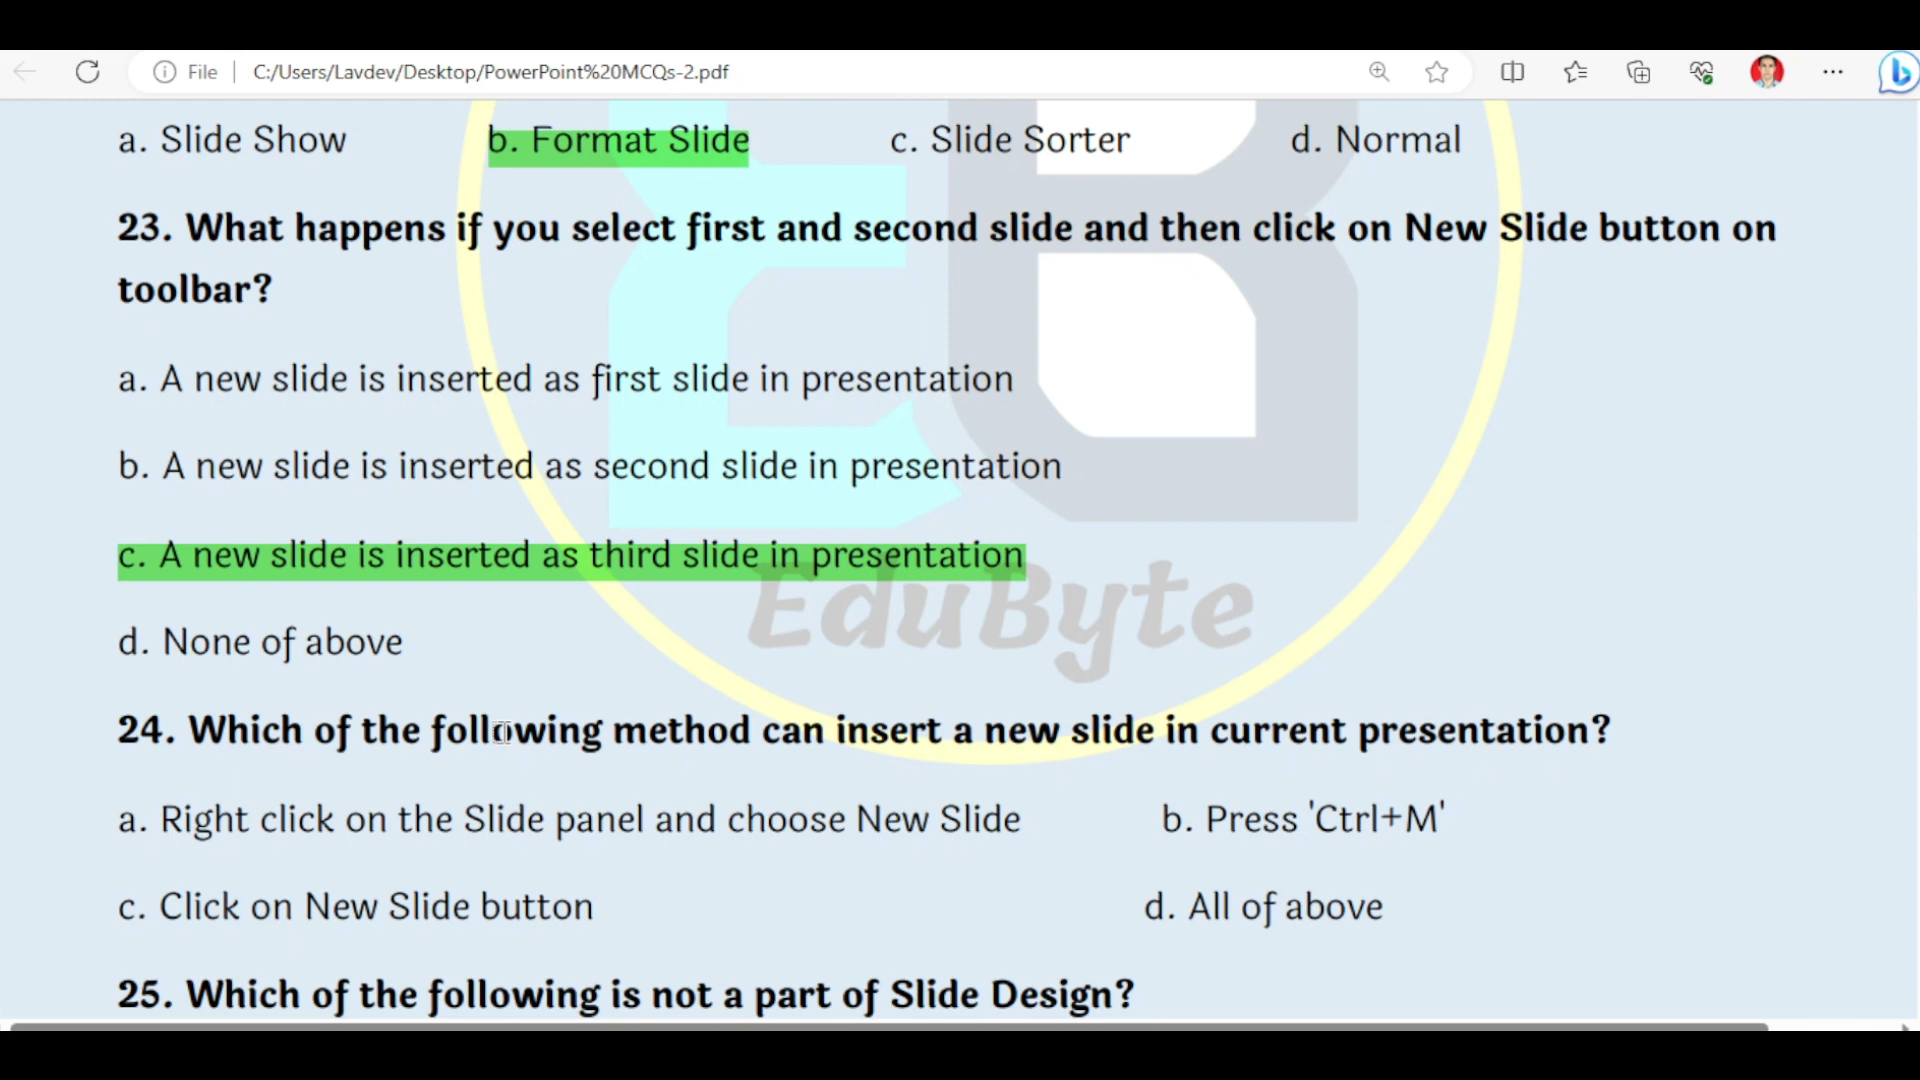 File
C:/Users/Lavdev/Desktop/PowerPoint%20MCQs-2.pdf
a. Slide Show b. Format Slide c. Slide Sorter d. Normal
23. What happens if you select first and second slide and then click on New Slide button on
toolbar?
a. A new slide is inserted as first slide in presentation
b. A new slide is inserted as second slide in presentation
c. A new slide is inserted as third slide in presentation
EduByte
d. None of above
24. Which of the following method can insert a new slide in current presentation?
a. Right click on the Slide panel and choose New Slide b. Press 'Ctrl+M'
c. Click on New Slide button d. All of above
25. Which of the following is not a part of Slide Design?